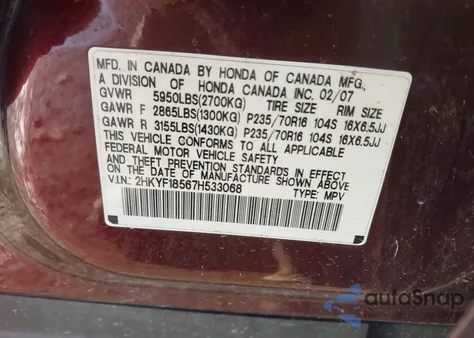 MFD. IN CANADA BY HONDA OF CANADA MFG.,
A DIVISION OF HONDA CANADA INC. 02/07
GVWR 5950LBS(2700KG) TIRE SIZE RIM SIZE
GAWR F 2865LBS(1300KG) P235/70R16 104S 16X6.5JJ
GAWR R 3155LBS(1430KG) P235/70R16 104S 16X6.5JJ
THIS VEHICLE CONFORMS TO ALL APPLICABLE
FEDERAL MOTOR VEHICLE SAFETY
AND THEFT PREVENTION STANDARDS IN EFFECT
ON THE DATE OF MANUFACTURE SHOWN ABOVE.
V.I.N.: 2HKYF18567H533068 TYPE: MPV
autoSnap